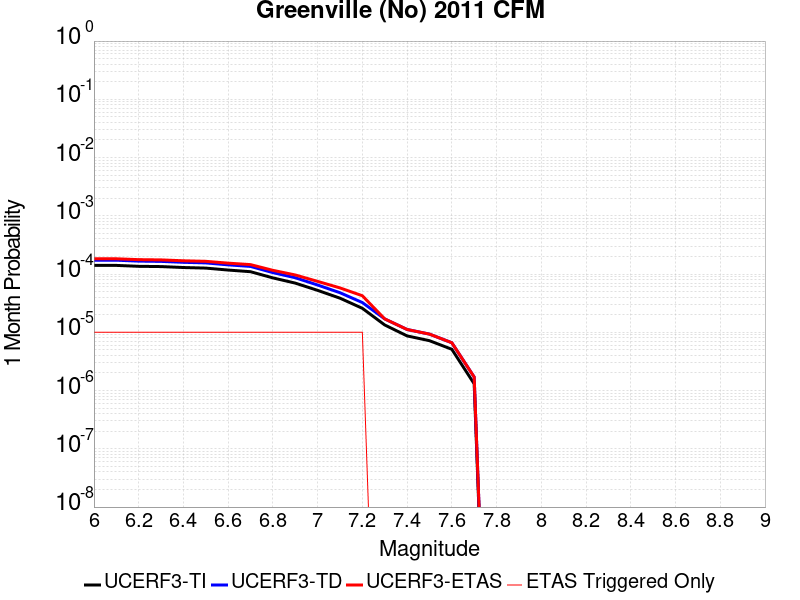 Greenville (No) 2011 CFM
10^0
10^-1
10^-2
10^-3
10^-4
10^-5
10^-6
10^-7
10^-8
1 Month Probability
6 6.2 6.4 6.6 6.8 7 7.2 7.4 7.6 7.8 8 8.2 8.4 8.6 8.8 9
Magnitude
UCERF3-TI UCERF3-TD UCERF3-ETAS ETAS Triggered Only